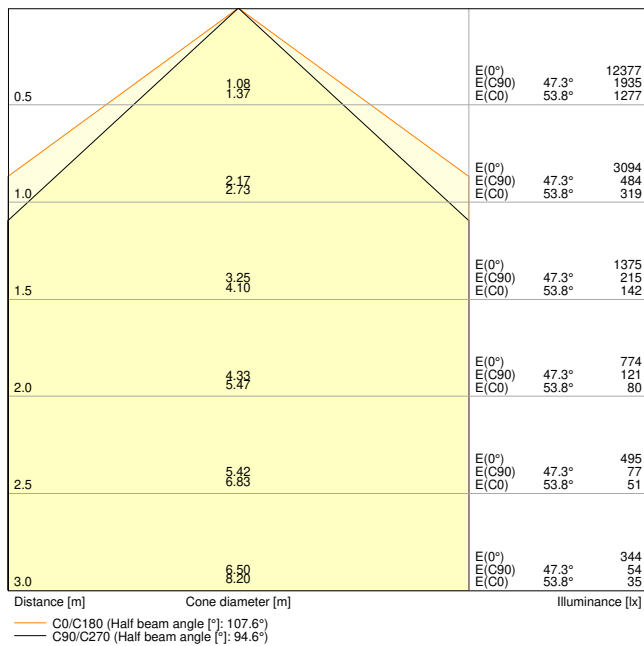 E(0°) 12377
1.08 E(C90) 47.3° 1935
0.5 1.37 E(C0) 53.8° 1277
E(0°) 3094
2.17 E(C90) 47.3° 484
1.0 2.73 E(C0) 53.8° 319
E(0°) 1375
3.25 E(C90) 47.3° 215
1.5 4.10 E(C0) 53.8° 142
E(0°) 774
4.33 E(C90) 47.3° 121
2.0 5.47 E(C0) 53.8° 80
E(0°) 495
5.42 E(C90) 47.3° 77
2.5 6.83 E(C0) 53.8° 51
E(0°) 344
6.50 E(C90) 47.3° 54
3.0 8.20 E(C0) 53.8° 35
Distance [m] Cone diameter [m] Illuminance [lx]
C0/C180 (Half beam angle [°]: 107.6°)
C90/C270 (Half beam angle [°]: 94.6°)